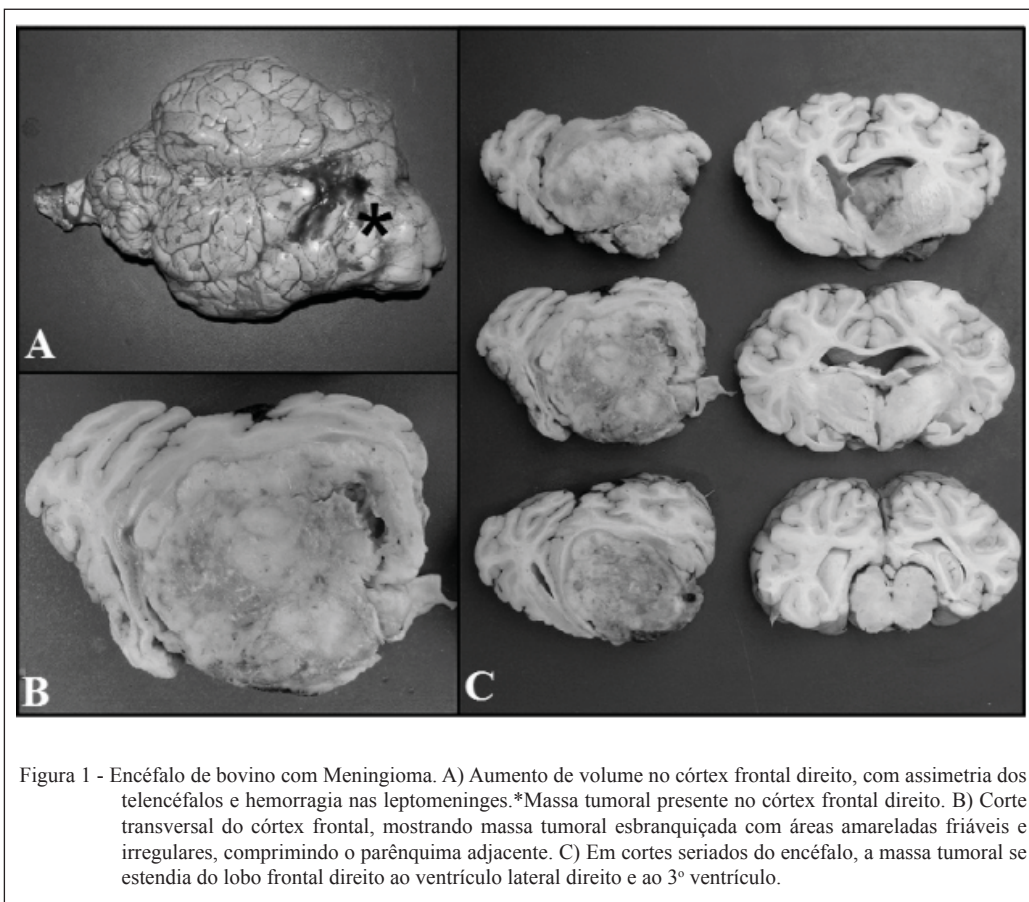 A
*
B
C
Figura 1 - Encéfalo de bovino com Meningioma. A) Aumento de volume no córtex frontal direito, com assimetria dos
telencéfalos e hemorragia nas leptomeninges.*Massa tumoral presente no córtex frontal direito. B) Corte
transversal do córtex frontal, mostrando massa tumoral esbranquiçada com áreas amareladas friáveis e
irregulares, comprimindo o parênquima adjacente. C) Em cortes seriados do encéfalo, a massa tumoral se
estendia do lobo frontal direito ao ventrículo lateral direito e ao 3º ventrículo.